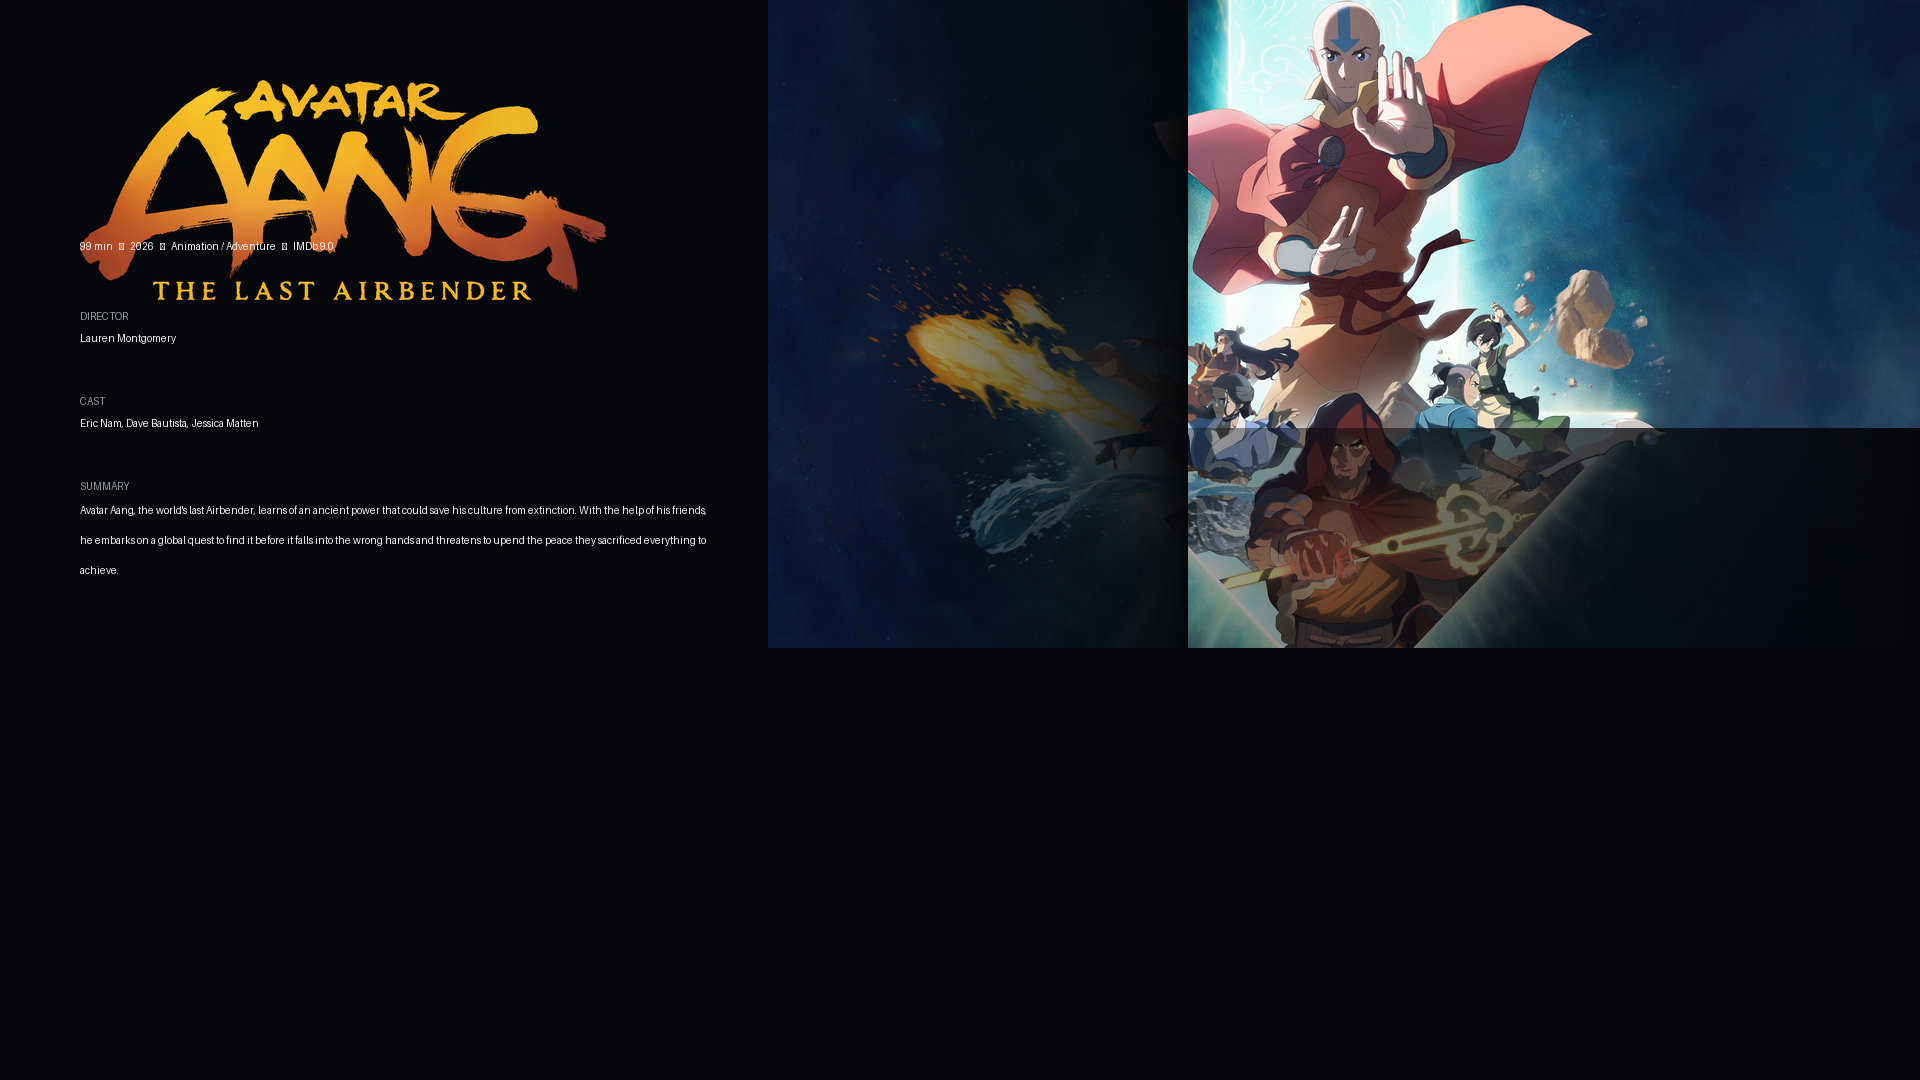 AVATAR
AANG
THE LAST AIRBENDER
99 min 2026 Animation / Adventure IMDb 9.0
DIRECTOR
Lauren Montgomery
CAST
Eric Nam, Dave Bautista, Jessica Matten
SUMMARY
Avatar Aang, the world's last Airbender, learns of an ancient power that could save his culture from extinction. With the help of his friends,
he embarks on a global quest to find it before it falls into the wrong hands and threatens to upend the peace they sacrificed everything to
achieve.